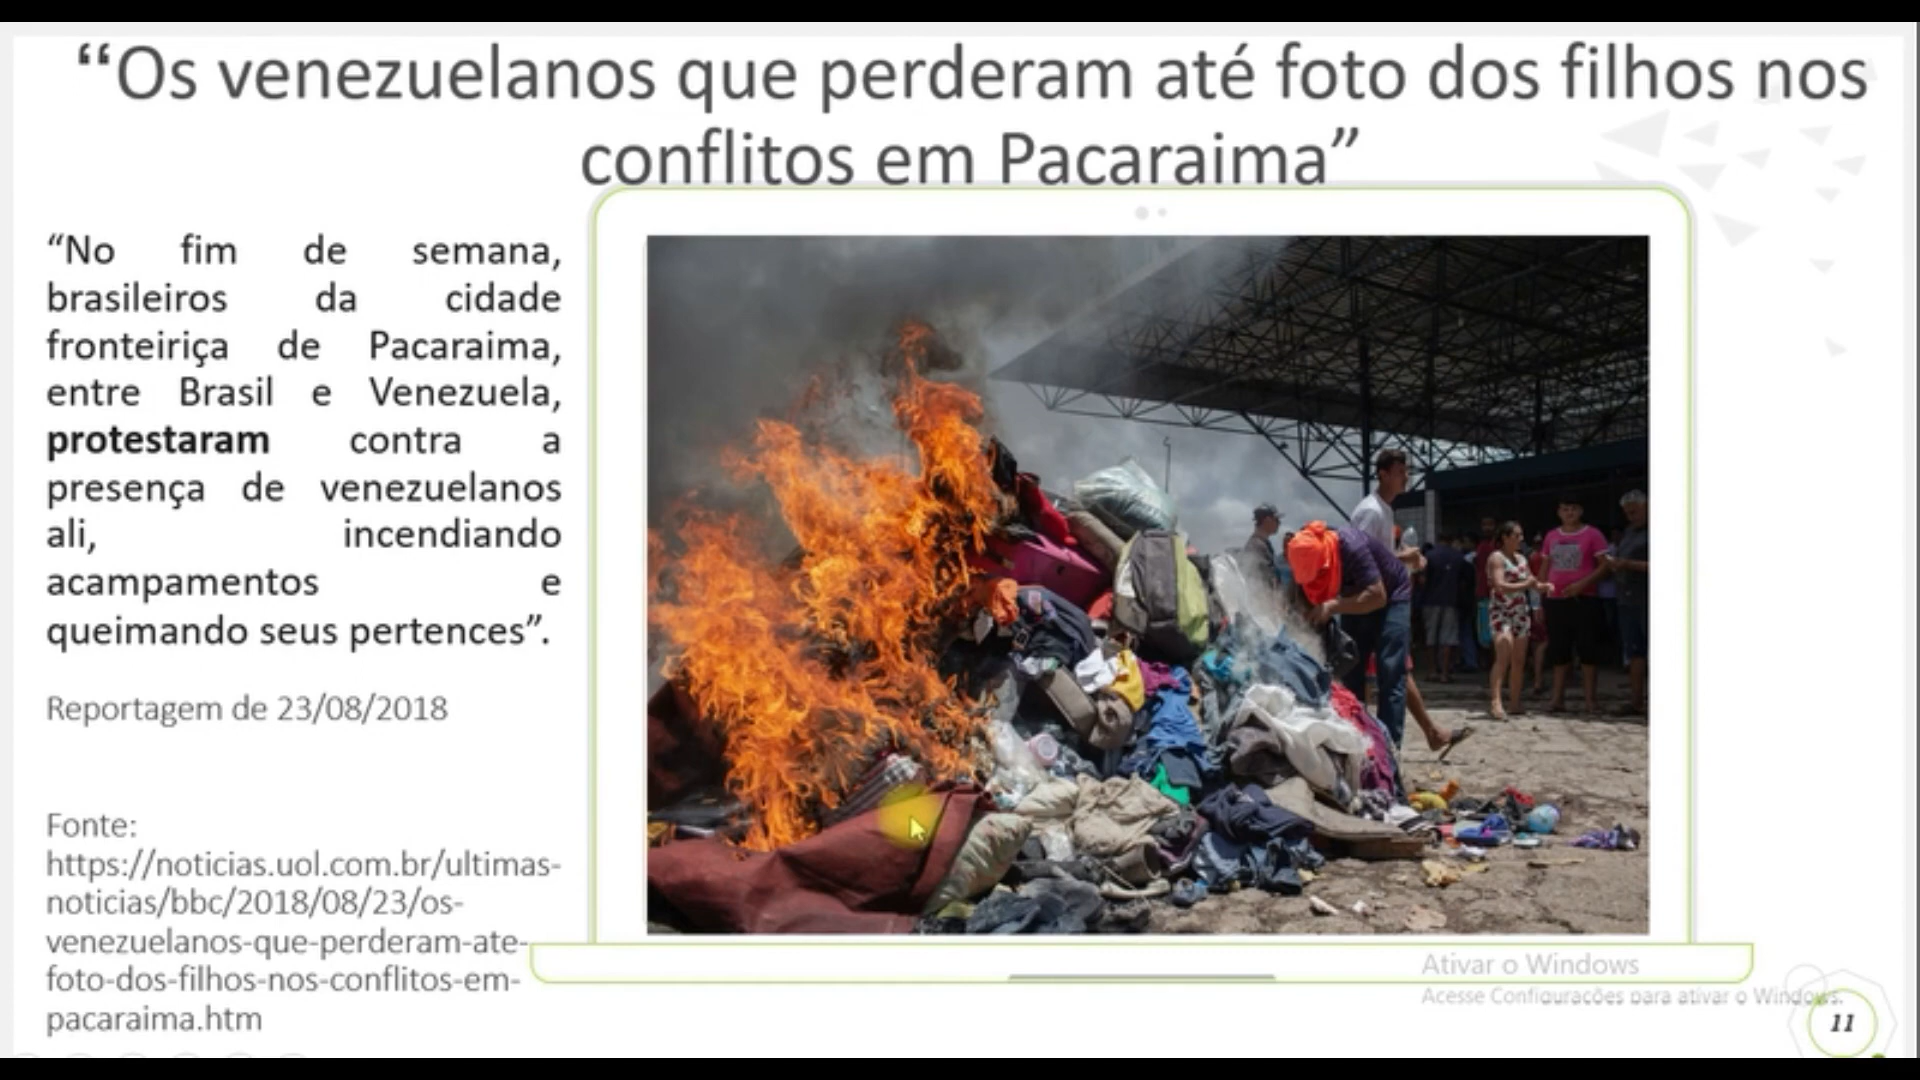 “Os venezuelanos que perderam até foto dos filhos nos
conflitos em Pacaraima”
“No fim de semana,
brasileiros da cidade
fronteiriça de Pacaraima,
entre Brasil e Venezuela,
protestaram contra a
presença de venezuelanos
ali, incendiando
acampamentos e
queimando seus pertences”.
Reportagem de 23/08/2018
Fonte:
https://noticias.uol.com.br/ultimas-
noticias/bbc/2018/08/23/os-
venezuelanos-que-perderam-ate-
foto-dos-filhos-nos-conflitos-em-
pacaraima.htm
Ativar o Windows
Acesse Configurações para ativar o Windows.
11